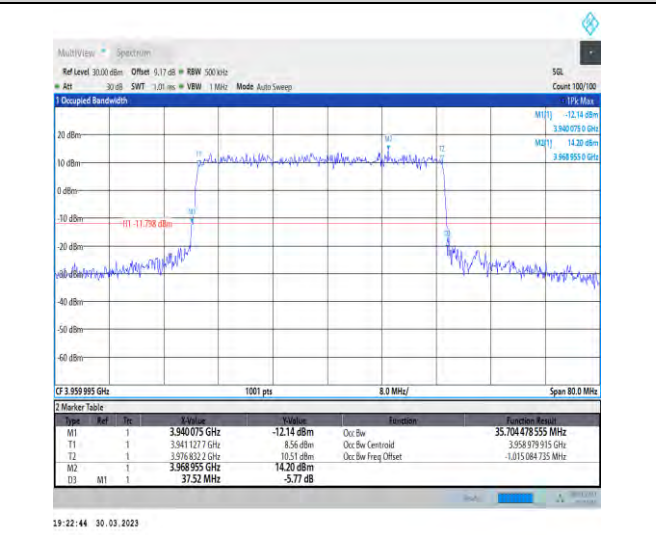 MultiView Spectrum
Ref Level 30.00 dBm Offset 9.17 dB RBW 500 kHz SGL
Att 30 dB SWT 1.01 ms VBW 1 MHz Mode Auto Sweep Count 100/100
1 Occupied Bandwidth 1Pk Max
M1[1] -12.14 dBm
3.940 075 0 GHz
M2[1] 14.20 dBm
3.968 955 0 GHz
20 dBm
M2
T1
T2
10 dBm
0 dBm
M1
-10 dBm
H1 -11.798 dBm
D3
-20 dBm
-30 dBm
-40 dBm
-50 dBm
-60 dBm
CF 3.959 995 GHz 1001 pts 8.0 MHz/ Span 80.0 MHz
2 Marker Table
Type Ref Trc X-Value Y-Value Function Function Result
M1 1 3.940 075 GHz -12.14 dBm Occ Bw 35.704 478 555 MHz
T1 1 3.941 127 7 GHz 8.56 dBm Occ Bw Centroid 3.958 979 915 GHz
T2 1 3.976 832 2 GHz 10.51 dBm Occ Bw Freq Offset -1.015 084 735 MHz
M2 1 3.968 955 GHz 14.20 dBm
D3 M1 1 37.52 MHz -5.77 dB
19:22:44 30.03.2023